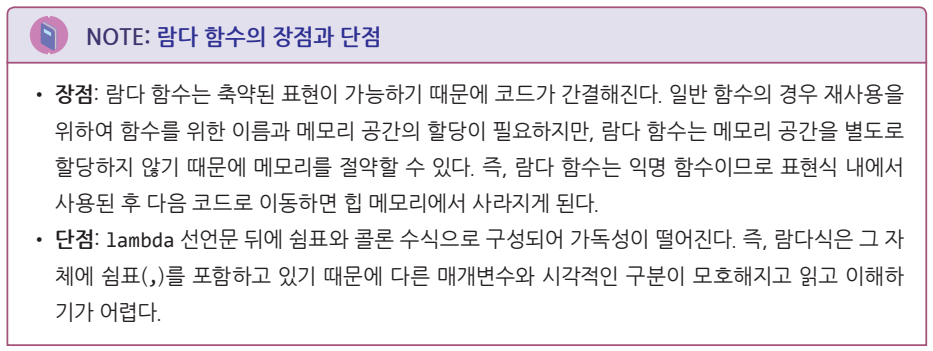 NOTE: 람다 함수의 장점과 단점
• 장점: 람다 함수는 축약된 표현이 가능하기 때문에 코드가 간결해진다. 일반 함수의 경우 재사용을
위하여 함수를 위한 이름과 메모리 공간의 할당이 필요하지만, 람다 함수는 메모리 공간을 별도로
할당하지 않기 때문에 메모리를 절약할 수 있다. 즉, 람다 함수는 익명 함수이므로 표현식 내에서
사용된 후 다음 코드로 이동하면 힙 메모리에서 사라지게 된다.
• 단점: lambda 선언문 뒤에 쉼표와 콜론 수식으로 구성되어 가독성이 떨어진다. 즉, 람다식은 그 자
체에 쉼표(,)를 포함하고 있기 때문에 다른 매개변수와 시각적인 구분이 모호해지고 읽고 이해하
기가 어렵다.